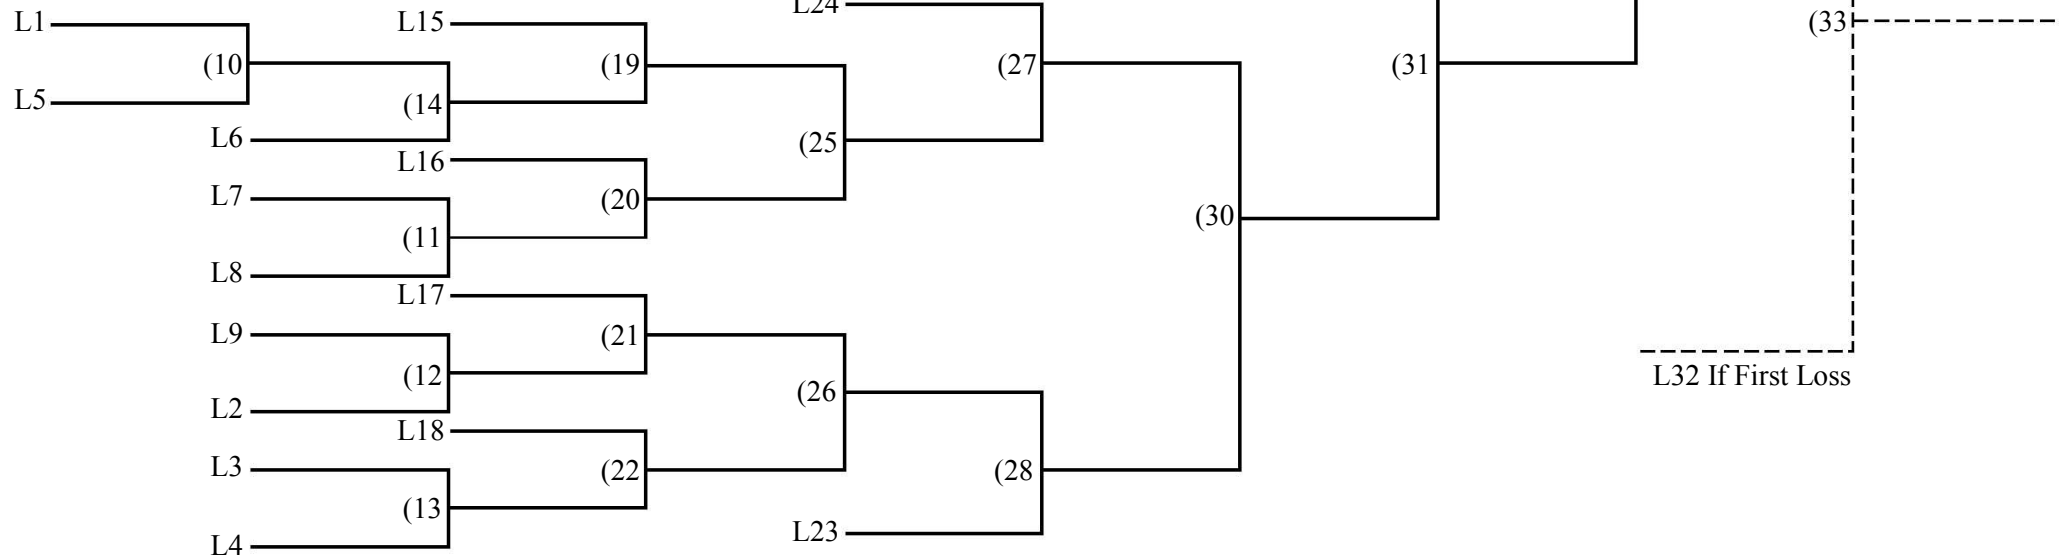 L24
L1
L15
(33
(10
(19
(27
(31
L5
(14
L6
(25
L16
L7
(20
(30
(11
L8
L17
L9
(21
(12
L32 If First Loss
(26
L2
L18
L3
(22
(28
(13
L23
L4